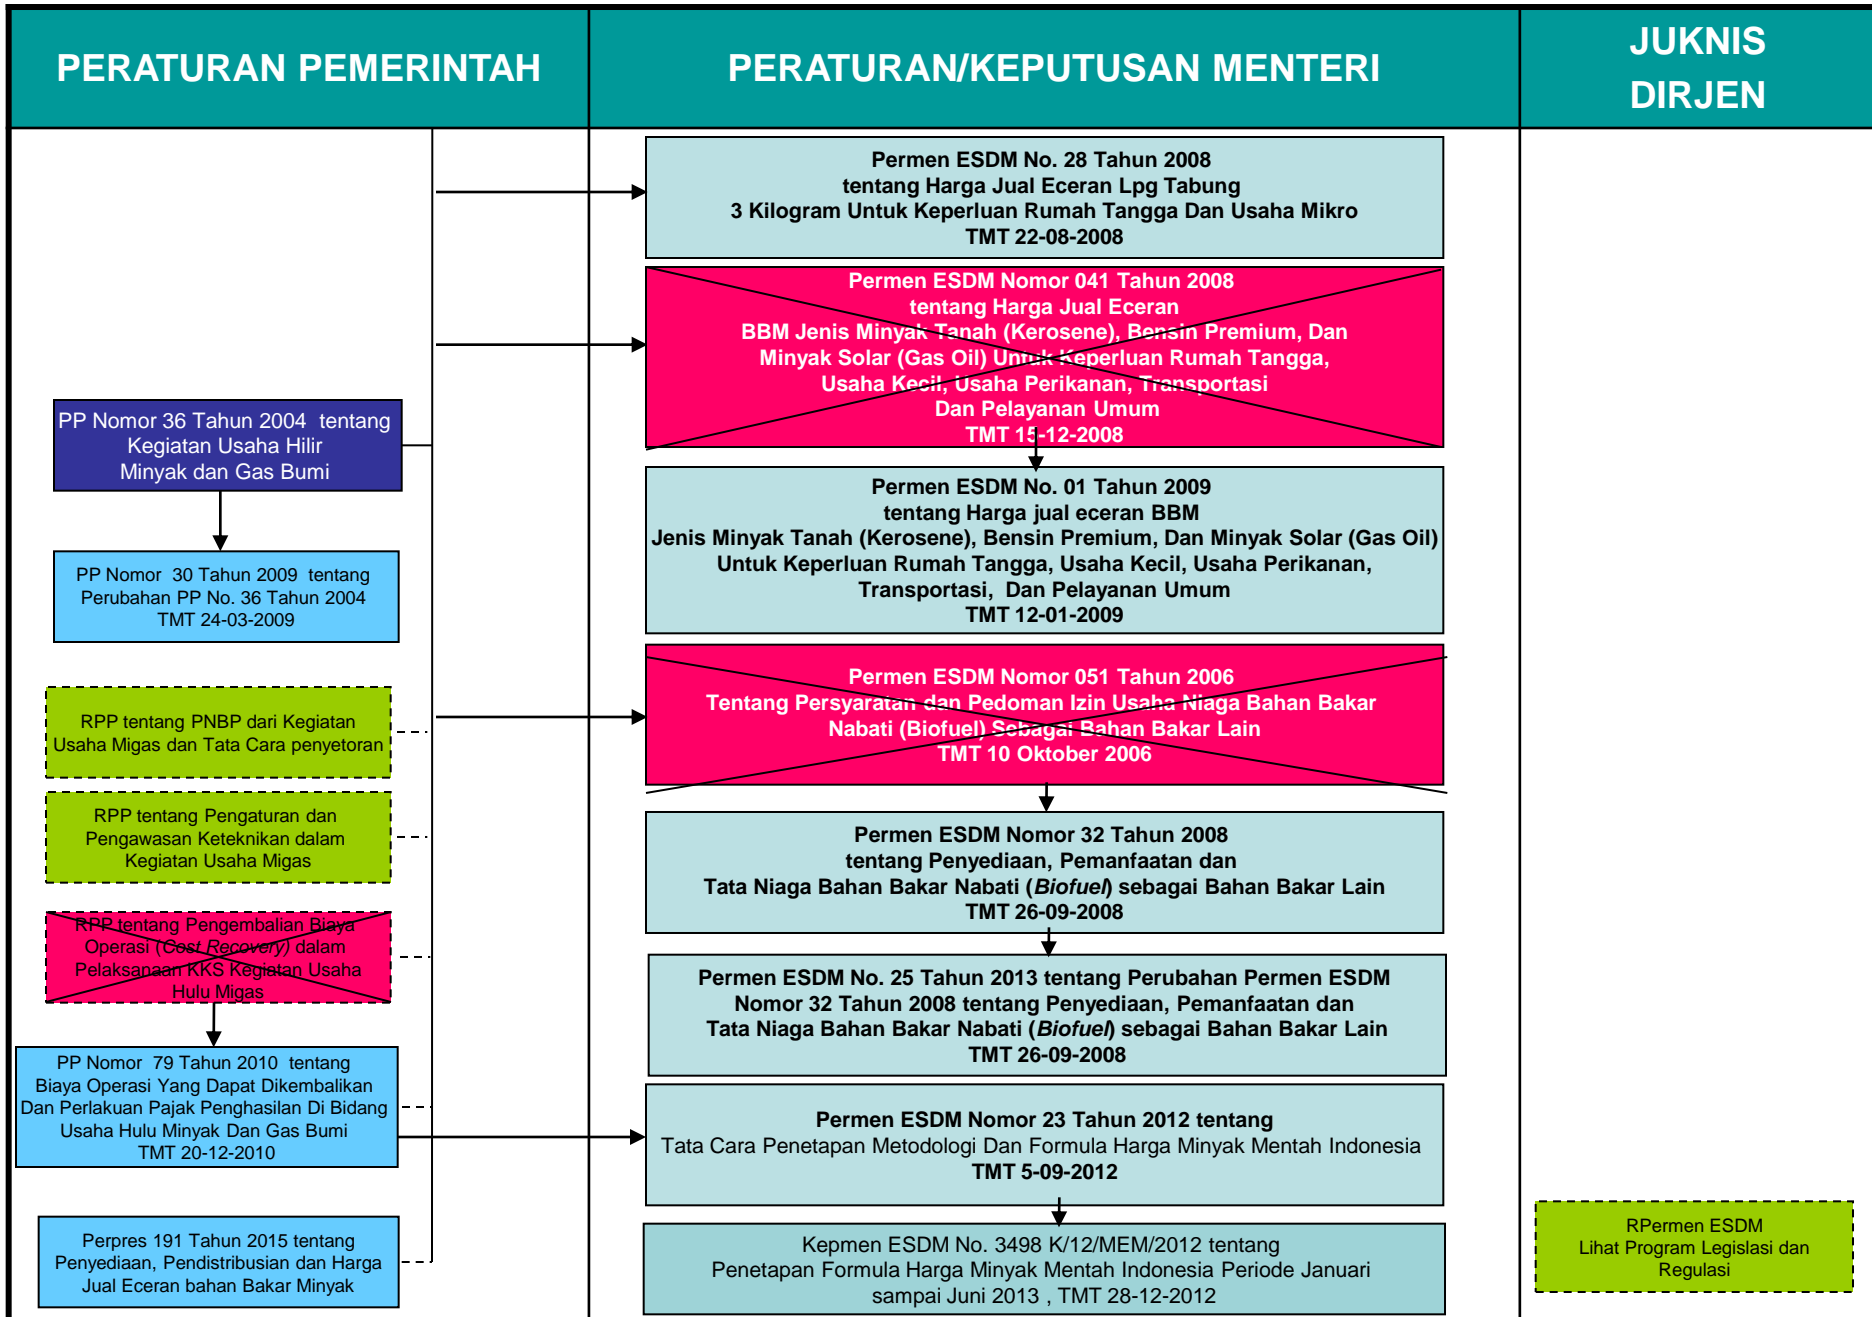 PERATURAN PEMERINTAH
PERATURAN/KEPUTUSAN MENTERI
JUKNIS
DIRJEN
PP Nomor 36 Tahun 2004 tentang
Kegiatan Usaha Hilir
Minyak dan Gas Bumi
PP Nomor 30 Tahun 2009 tentang
Perubahan PP No. 36 Tahun 2004
TMT 24-03-2009
RPP tentang PNBP dari Kegiatan
Usaha Migas dan Tata Cara penyetoran
RPP tentang Pengaturan dan
Pengawasan Keteknikan dalam
Kegiatan Usaha Migas
RPP tentang Pengembalian Biaya
Operasi (Cost Recovery) dalam
Pelaksanaan KKS Kegiatan Usaha
Hulu Migas
PP Nomor 79 Tahun 2010 tentang
Biaya Operasi Yang Dapat Dikembalikan
Dan Perlakuan Pajak Penghasilan Di Bidang
Usaha Hulu Minyak Dan Gas Bumi
TMT 20-12-2010
Perpres 191 Tahun 2015 tentang
Penyediaan, Pendistribusian dan Harga
Jual Eceran bahan Bakar Minyak
Permen ESDM No. 28 Tahun 2008
tentang Harga Jual Eceran Lpg Tabung
3 Kilogram Untuk Keperluan Rumah Tangga Dan Usaha Mikro
TMT 22-08-2008
Permen ESDM Nomor 041 Tahun 2008
tentang Harga Jual Eceran
BBM Jenis Minyak Tanah (Kerosene), Bensin Premium, Dan
Minyak Solar (Gas Oil) Untuk Keperluan Rumah Tangga,
Usaha Kecil, Usaha Perikanan, Transportasi
Dan Pelayanan Umum
TMT 15-12-2008
Permen ESDM No. 01 Tahun 2009
tentang Harga jual eceran BBM
Jenis Minyak Tanah (Kerosene), Bensin Premium, Dan Minyak Solar (Gas Oil)
Untuk Keperluan Rumah Tangga, Usaha Kecil, Usaha Perikanan,
Transportasi, Dan Pelayanan Umum
TMT 12-01-2009
Permen ESDM Nomor 051 Tahun 2006
Tentang Persyaratan dan Pedoman Izin Usaha Niaga Bahan Bakar
Nabati (Biofuel) Sebagai Bahan Bakar Lain
TMT 10 Oktober 2006
Permen ESDM Nomor 32 Tahun 2008
tentang Penyediaan, Pemanfaatan dan
Tata Niaga Bahan Bakar Nabati (Biofuel) sebagai Bahan Bakar Lain
TMT 26-09-2008
Permen ESDM No. 25 Tahun 2013 tentang Perubahan Permen ESDM
Nomor 32 Tahun 2008 tentang Penyediaan, Pemanfaatan dan
Tata Niaga Bahan Bakar Nabati (Biofuel) sebagai Bahan Bakar Lain
TMT 26-09-2008
Permen ESDM Nomor 23 Tahun 2012 tentang
Tata Cara Penetapan Metodologi Dan Formula Harga Minyak Mentah Indonesia
TMT 5-09-2012
Kepmen ESDM No. 3498 K/12/MEM/2012 tentang
Penetapan Formula Harga Minyak Mentah Indonesia Periode Januari
sampai Juni 2013 , TMT 28-12-2012
RPermen ESDM
Lihat Program Legislasi dan
Regulasi